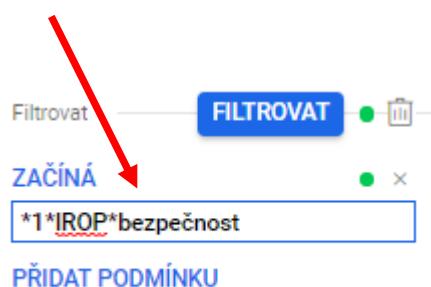 Filtrovat FILTROVAT
ZAČÍNÁ
*1*IROP*bezpečnost
PŘIDAT PODMÍNKU